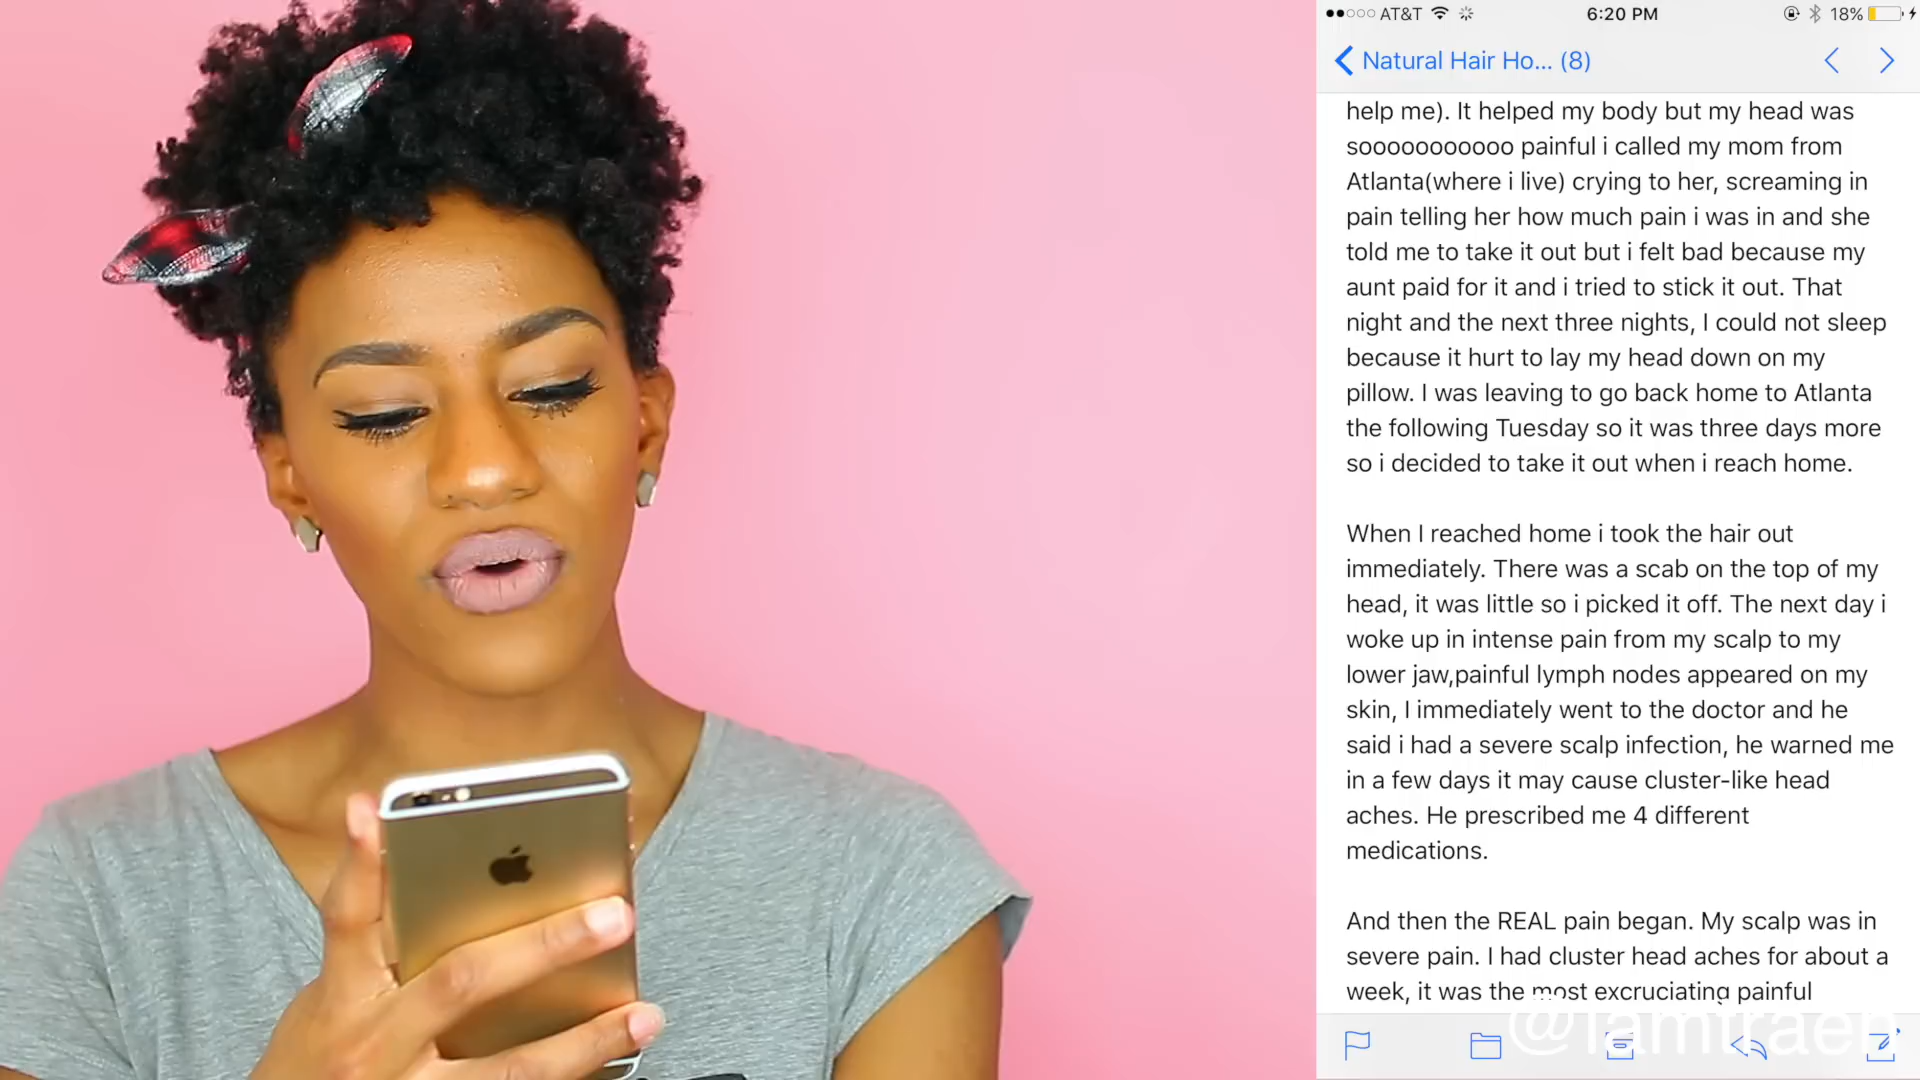 AT&T 6:20 PM 18%
Natural Hair Ho... (8)
help me). It helped my body but my head was
sooooooooooo painful i called my mom from
Atlanta(where i live) crying to her, screaming in
pain telling her how much pain i was in and she
told me to take it out but i felt bad because my
aunt paid for it and i tried to stick it out. That
night and the next three nights, I could not sleep
because it hurt to lay my head down on my
pillow. I was leaving to go back home to Atlanta
the following Tuesday so it was three days more
so i decided to take it out when i reach home.
When I reached home i took the hair out
immediately. There was a scab on the top of my
head, it was little so i picked it off. The next day i
woke up in intense pain from my scalp to my
lower jaw,painful lymph nodes appeared on my
skin, I immediately went to the doctor and he
said i had a severe scalp infection, he warned me
in a few days it may cause cluster-like head
aches. He prescribed me 4 different
medications.
And then the REAL pain began. My scalp was in
severe pain. I had cluster head aches for about a
week, it was the most excruciating painful